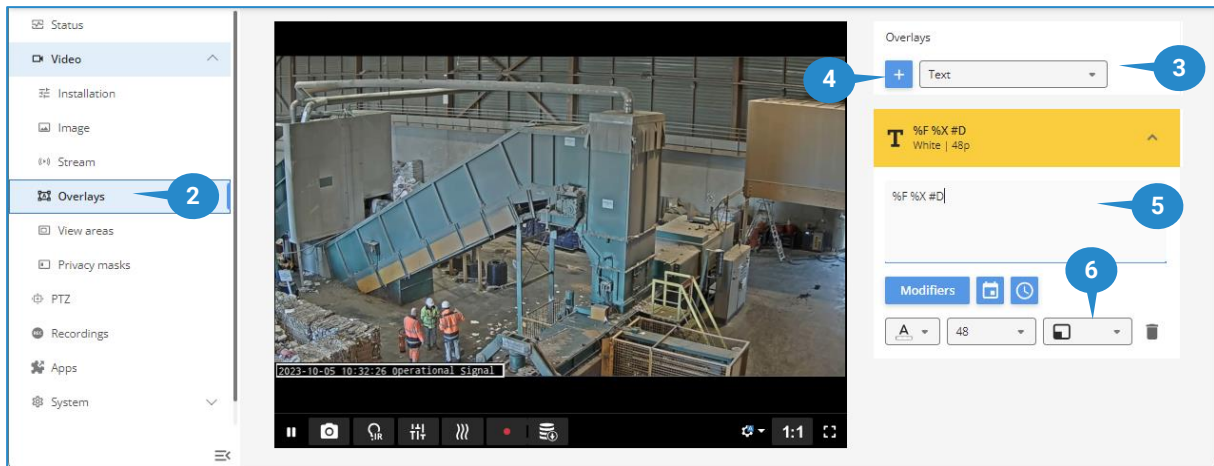 Status
Video
Installation
Image
Stream
Overlays
View areas
Privacy masks
PTZ
Recordings
Apps
System
2
2023-10-05 10:32:26 Operational Signal
IR
1:1
Overlays
4
+ Text
3
T %F %X #D
White | 48p
%F %X #D
5
6
Modifiers
A 48